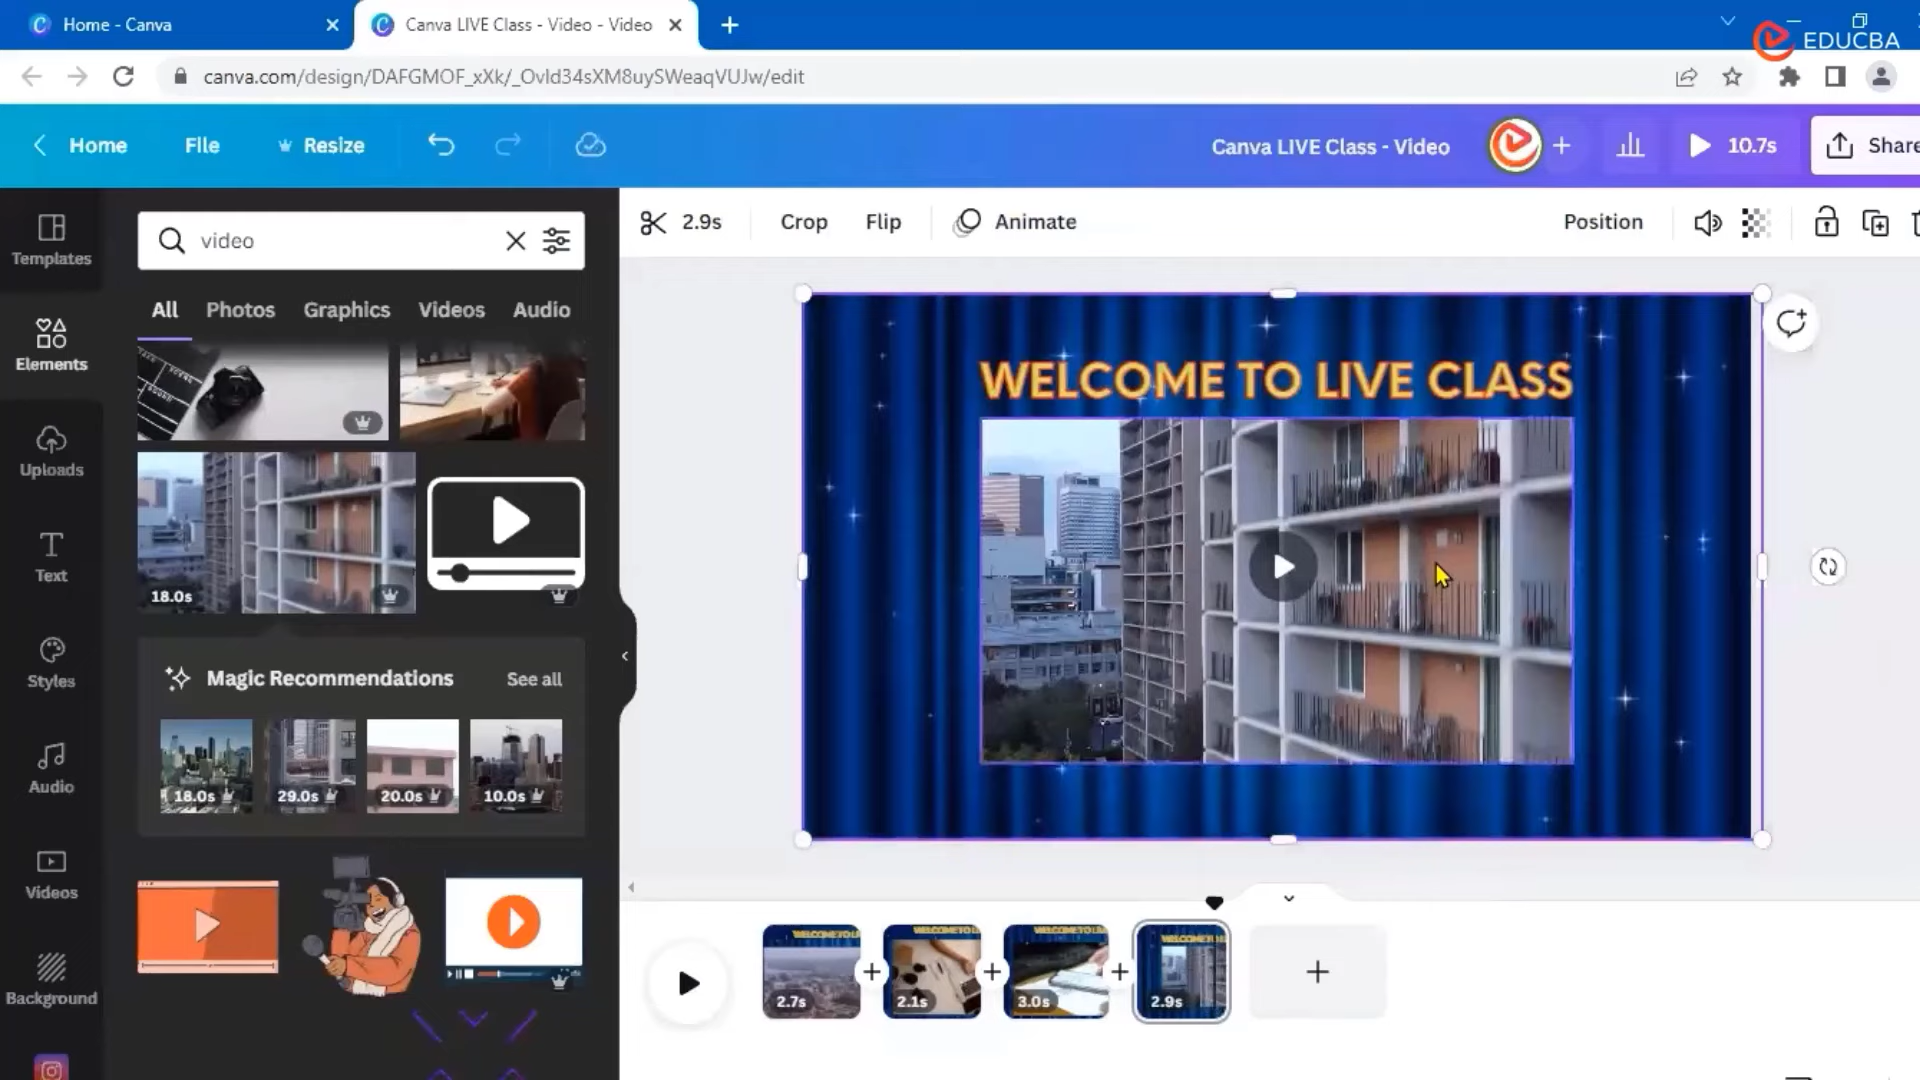 Home - Canva
Canva LIVE Class - Video - Video
EDUCBA
canva.com/design/DAFGMOF_xXk/_OvId34sXM8uySWeaqVUJw/edit
Home
File
Resize
Canva LIVE Class - Video
10.7s
Share
Templates
Elements
Uploads
Text
Styles
Audio
Videos
Background
video
All
Photos
Graphics
Videos
Audio
18.0s
Magic Recommendations
See all
18.0s
29.0s
20.0s
10.0s
2.9s
Crop
Flip
Animate
Position
WELCOME TO LIVE CLASS
2.7s
2.1s
3.0s
2.9s